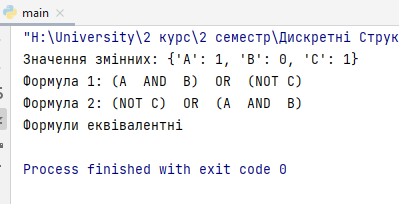 main
"H:\University\2 курс\2 семестр\Дискретні Струк
Значення змінних: {'A': 1, 'B': 0, 'C': 1}
Формула 1: (A  AND  B)  OR  (NOT C)
Формула 2: (NOT C)  OR  (A  AND  B)
Формули еквівалентні
Process finished with exit code 0